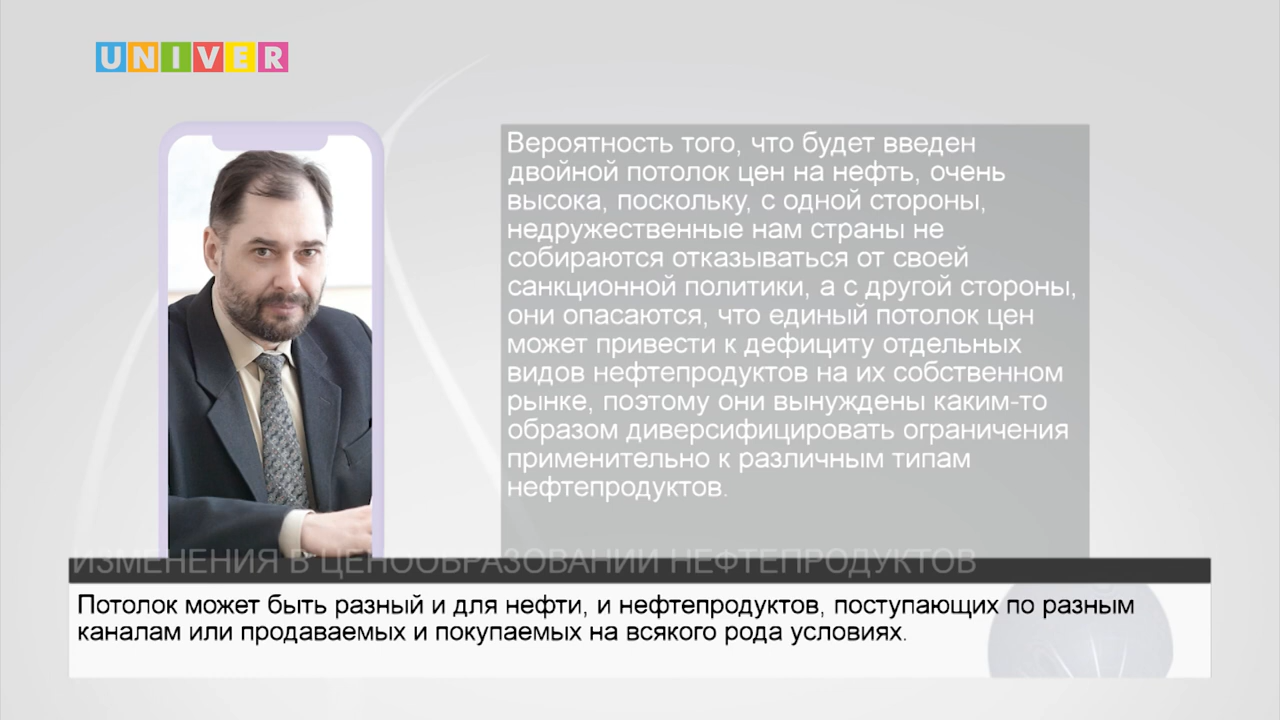 UNIVER
Вероятность того, что будет введен
двойной потолок цен на нефть, очень
высока, поскольку, с одной стороны,
недружественные нам страны не
собираются отказываться от своей
санкционной политики, а с другой стороны,
они опасаются, что единый потолок цен
может привести к дефициту отдельных
видов нефтепродуктов на их собственном
рынке, поэтому они вынуждены каким-то
образом диверсифицировать ограничения
применительно к различным типам
нефтепродуктов.
ИЗМЕНЕНИЯ В ЦЕНООБРАЗОВАНИИ НЕФТЕПРОДУКТОВ
Потолок может быть разный и для нефти, и нефтепродуктов, поступающих по разным
каналам или продаваемых и покупаемых на всякого рода условиях.